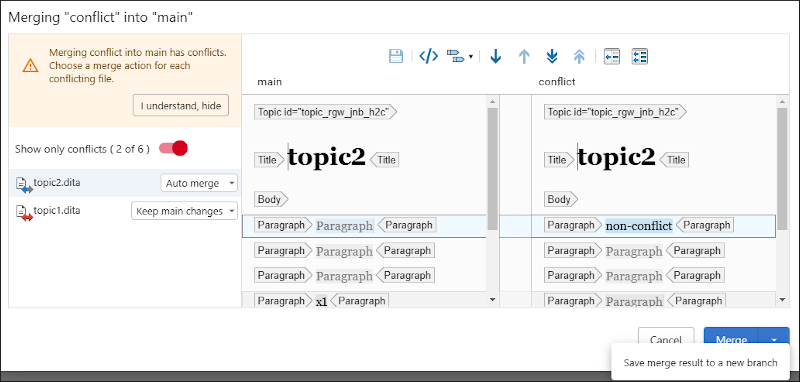 Merging "conflict" into "main"
Merging conflict into main has conflicts.
Choose a merge action for each
conflicting file.
I understand, hide
Show only conflicts ( 2 of 6 )
topic2.dita Auto merge
topic1.dita Keep main changes
main
Topic id="topic_rgw_jnb_h2c"
Title topic2 Title
Body
Paragraph Paragraph Paragraph
Paragraph Paragraph Paragraph
Paragraph Paragraph Paragraph
Paragraph x1 Paragraph
conflict
Topic id="topic_rgw_jnb_h2c"
Title topic2 Title
Body
Paragraph non-conflict Paragraph
Paragraph Paragraph Paragraph
Paragraph Paragraph Paragraph
Paragraph Paragraph Paragraph
Cancel Merge
Save merge result to a new branch